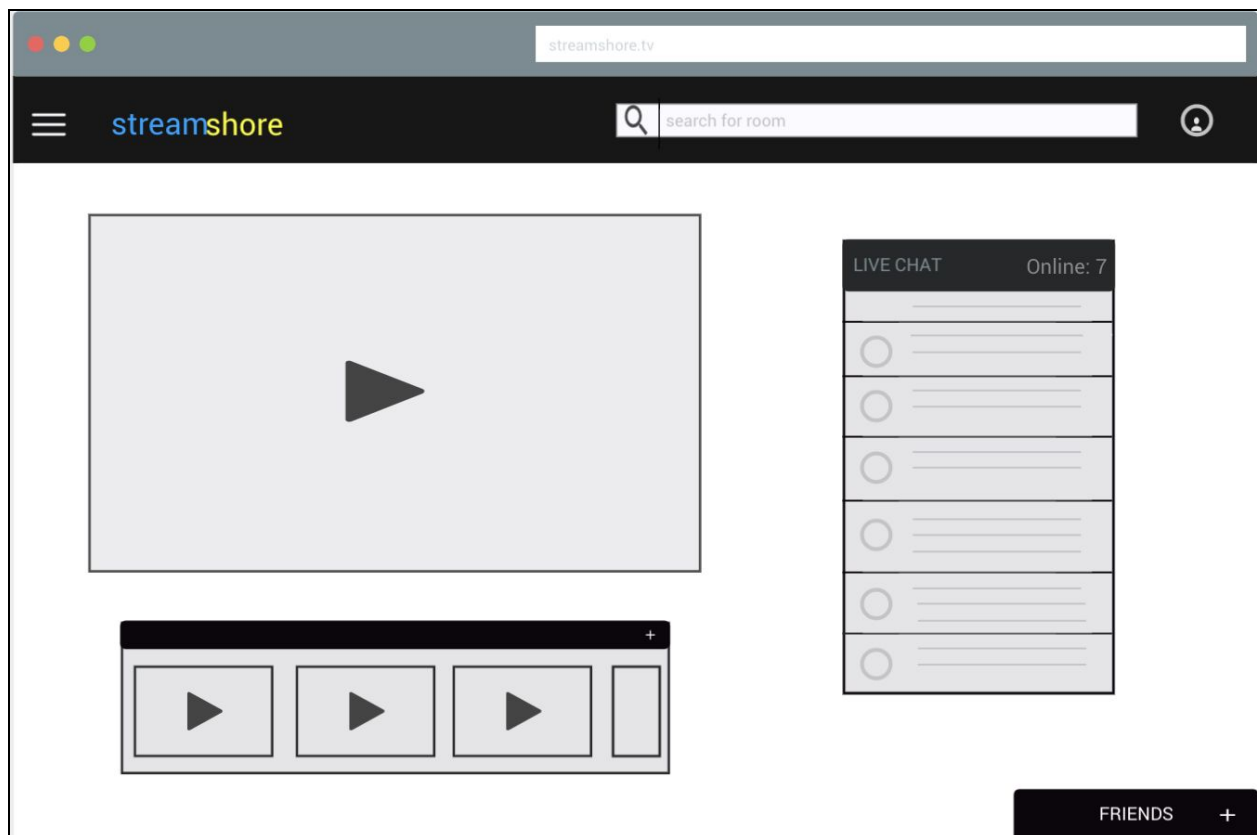 streamshore.tv
streamshore
search for room
LIVE CHAT
Online: 7
+
FRIENDS +